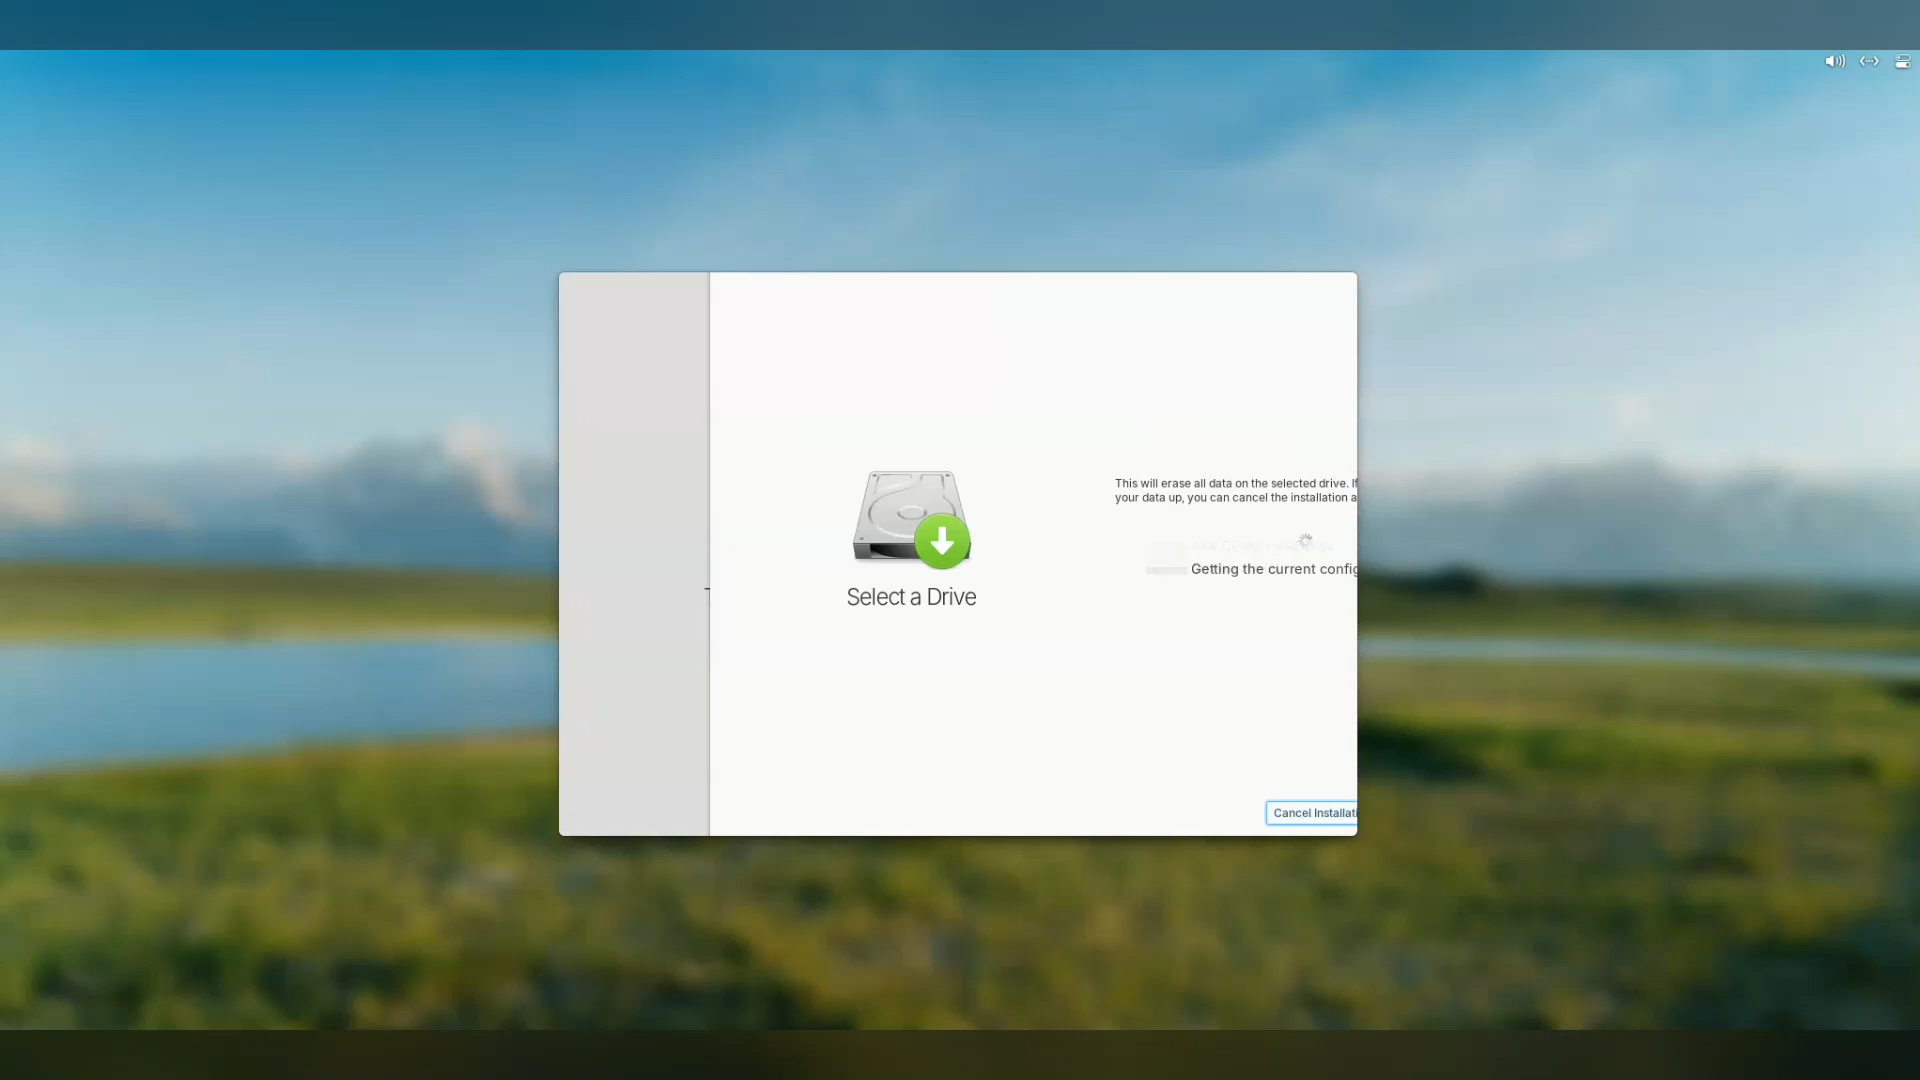 This will erase all data on the selected drive. If
your data up, you can cancel the installation a
Getting the current config
Select a Drive
Cancel Installati